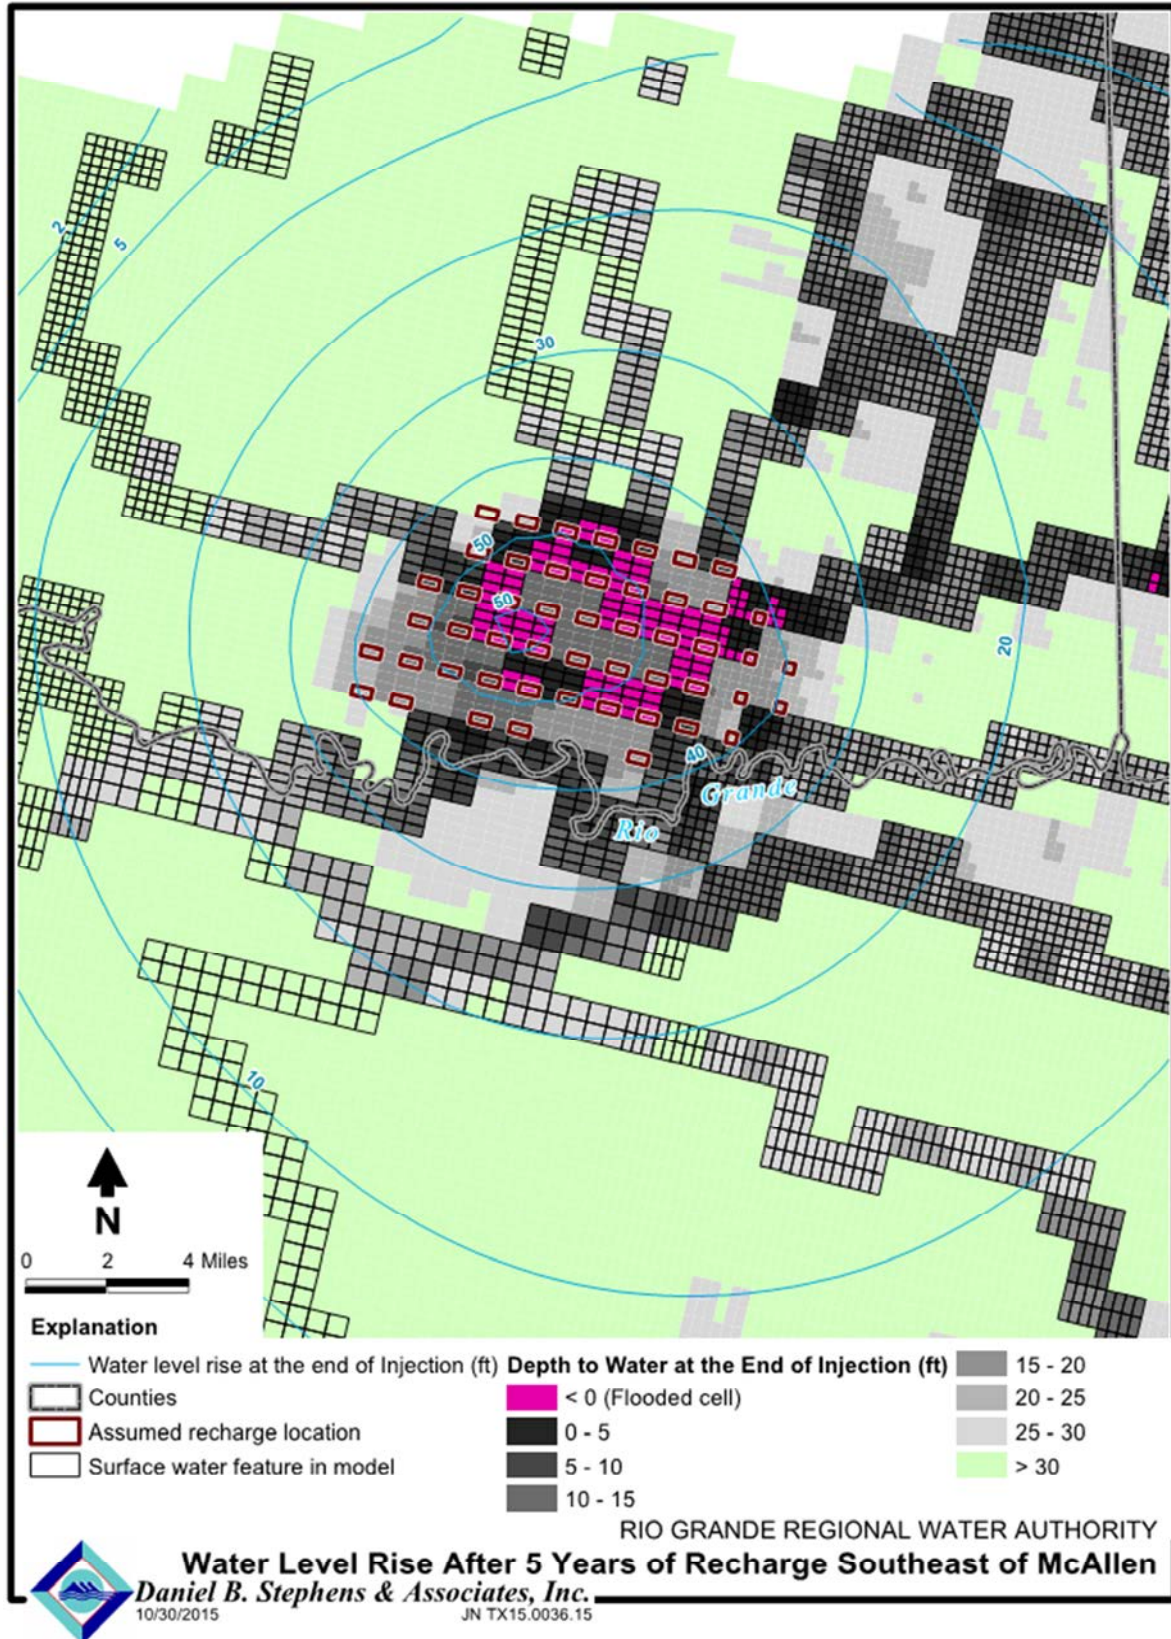 2
5
30
50
50
20
40
Grande
Rio
10
N
0 2 4 Miles
Explanation
Water level rise at the end of Injection (ft)
Counties
Assumed recharge location
Surface water feature in model
Depth to Water at the End of Injection (ft)
< 0 (Flooded cell)
0 - 5
5 - 10
10 - 15
15 - 20
20 - 25
25 - 30
> 30
RIO GRANDE REGIONAL WATER AUTHORITY
Water Level Rise After 5 Years of Recharge Southeast of McAllen
Daniel B. Stephens & Associates, Inc.
10/30/2015 JN TX15.0036.15